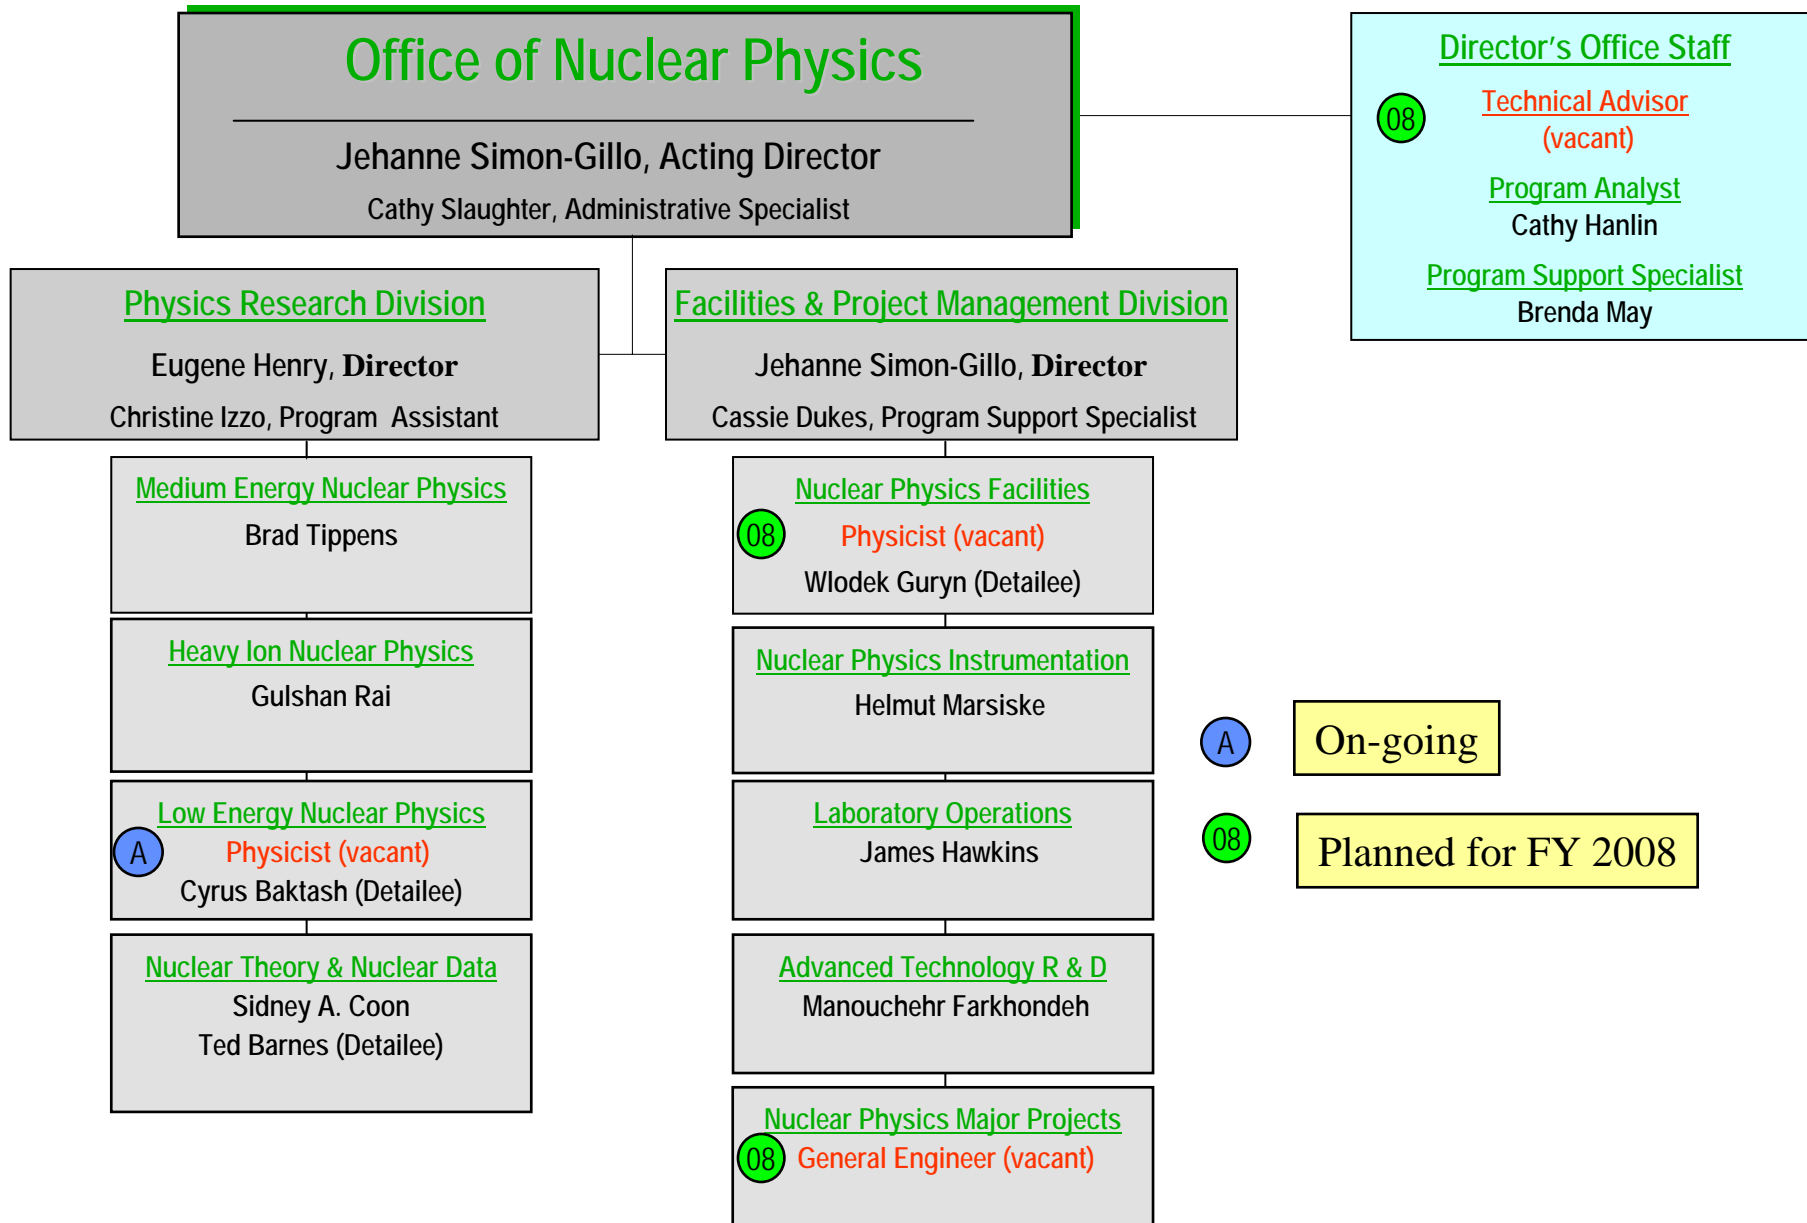 Office of Nuclear Physics
Jehanne Simon-Gillo, Acting Director
Cathy Slaughter, Administrative Specialist
Director's Office Staff
08
Technical Advisor
(vacant)
Program Analyst
Cathy Hanlin
Program Support Specialist
Brenda May
Physics Research Division
Eugene Henry, Director
Christine Izzo, Program Assistant
Facilities & Project Management Division
Jehanne Simon-Gillo, Director
Cassie Dukes, Program Support Specialist
Medium Energy Nuclear Physics
Brad Tippens
Heavy Ion Nuclear Physics
Gulshan Rai
Low Energy Nuclear Physics
A
Physicist (vacant)
Cyrus Baktash (Detailee)
Nuclear Theory & Nuclear Data
Sidney A. Coon
Ted Barnes (Detailee)
Nuclear Physics Facilities
08
Physicist (vacant)
Wlodek Guryn (Detailee)
Nuclear Physics Instrumentation
Helmut Marsiske
Laboratory Operations
James Hawkins
Advanced Technology R & D
Manouchehr Farkhondeh
Nuclear Physics Major Projects
08
General Engineer (vacant)
A
On-going
08
Planned for FY 2008